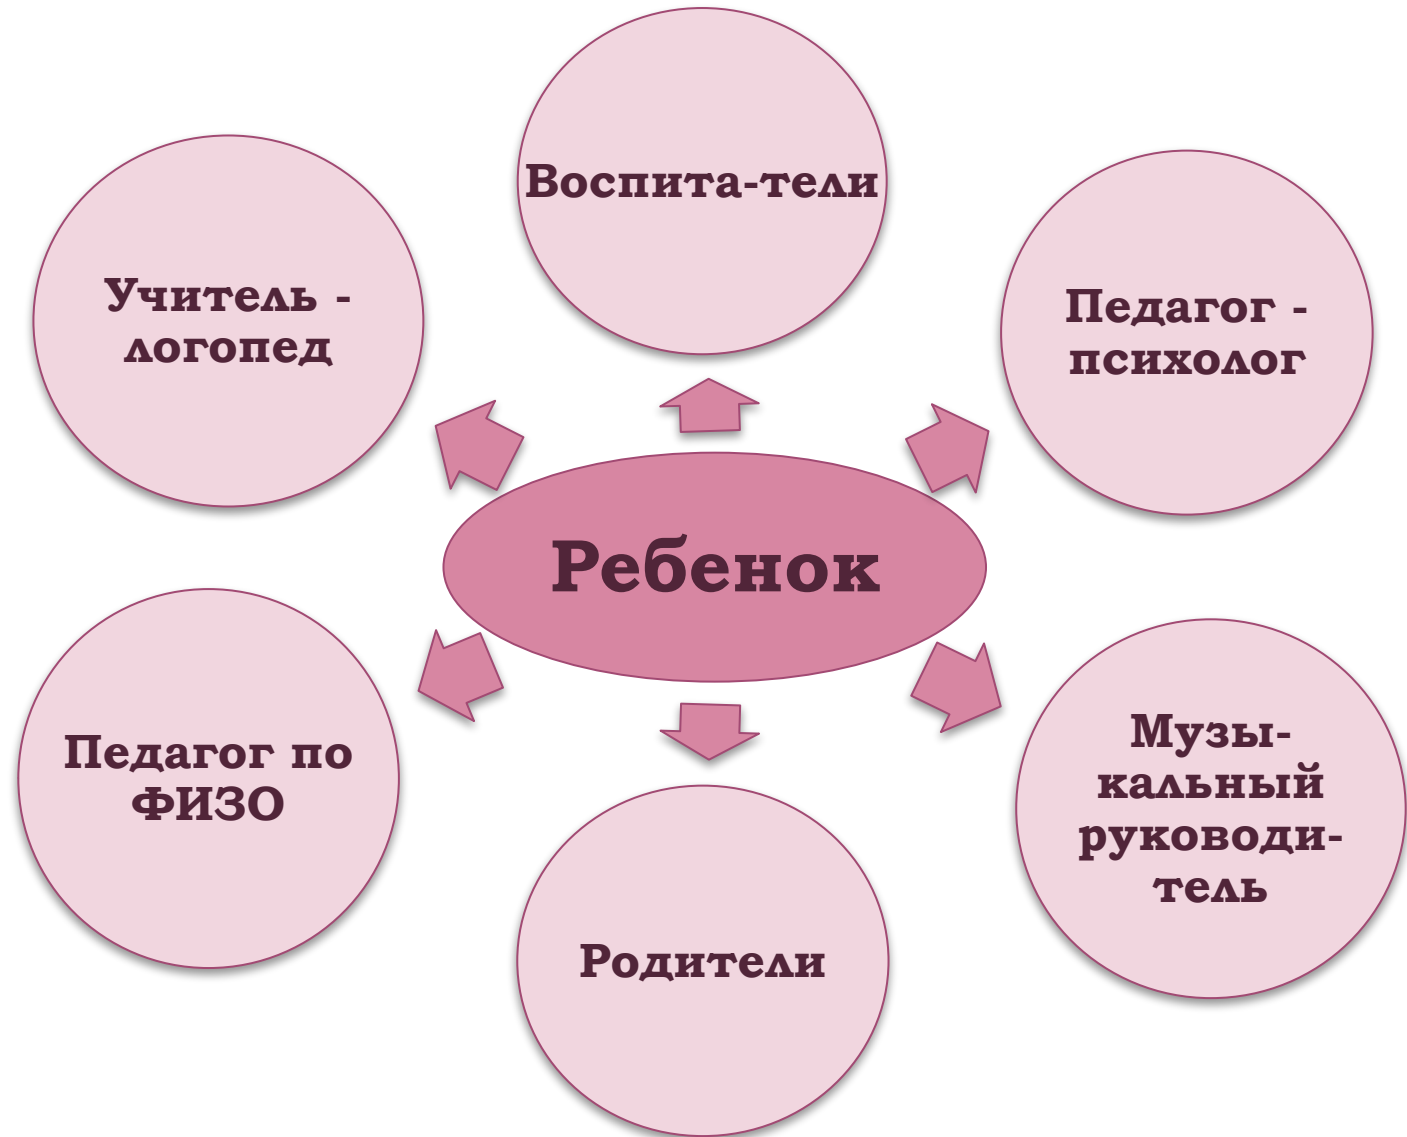 Воспита-тели
Учитель -
логопед
Педагог -
психолог
Ребенок
Педагог по
ФИЗО
Музы-
кальный
руководи-
тель
Родители